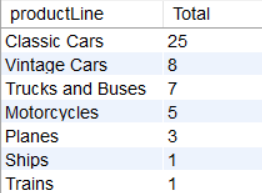 productLine Total
Classic Cars 25
Vintage Cars 8
Trucks and Buses 7
Motorcycles 5
Planes 3
Ships 1
Trains 1